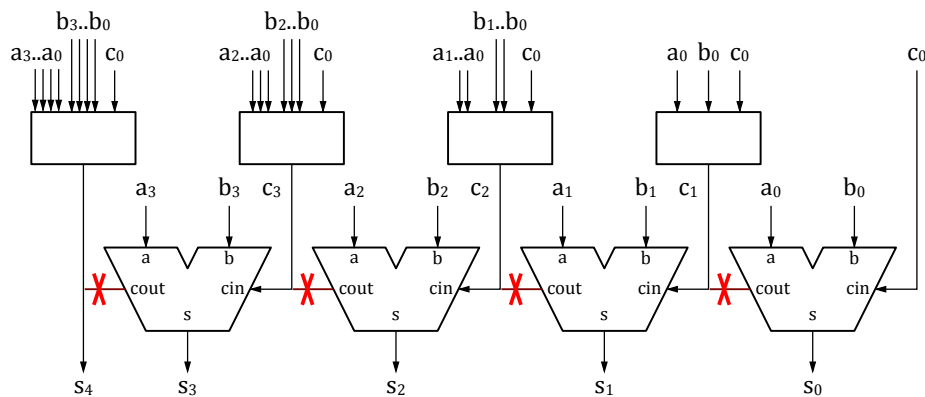 b₃..b₀ b₂..b₀ b₁..b₀
a₃..a₀ c₀ a₂..a₀ c₀ a₁..a₀ c₀ a₀ b₀ c₀ c₀
a₃ b₃ c₃ a₂ b₂ c₂ a₁ b₁ c₁ a₀ b₀
a b a b a b a b
cout cin cout cin cout cin cout cin
s s s s
s₄ s₃ s₂ s₁ s₀